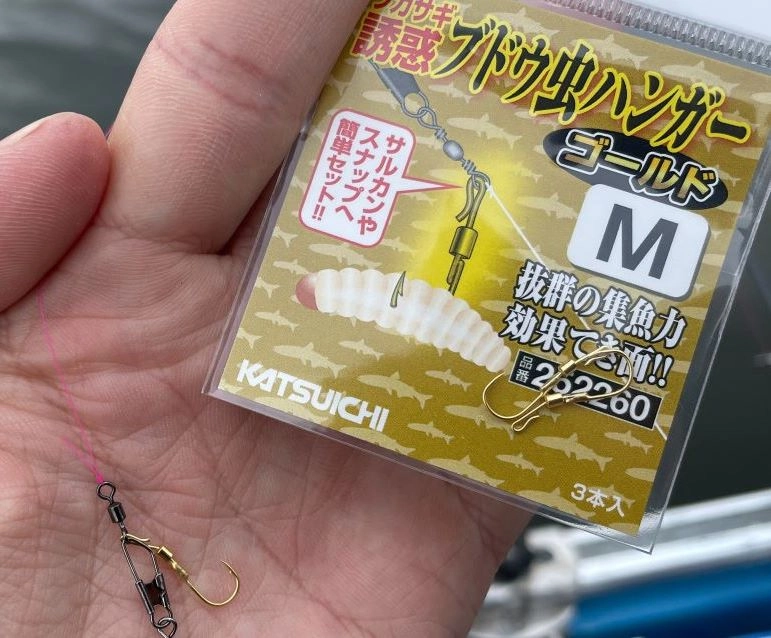 ワカサギ
誘惑ブドウ虫ハンガー
ゴールド
サルカンや
スナップへ
簡単セット!!
M
抜群の集魚力
効果てき面!!
品番 252260
KATSUICHI
3本入